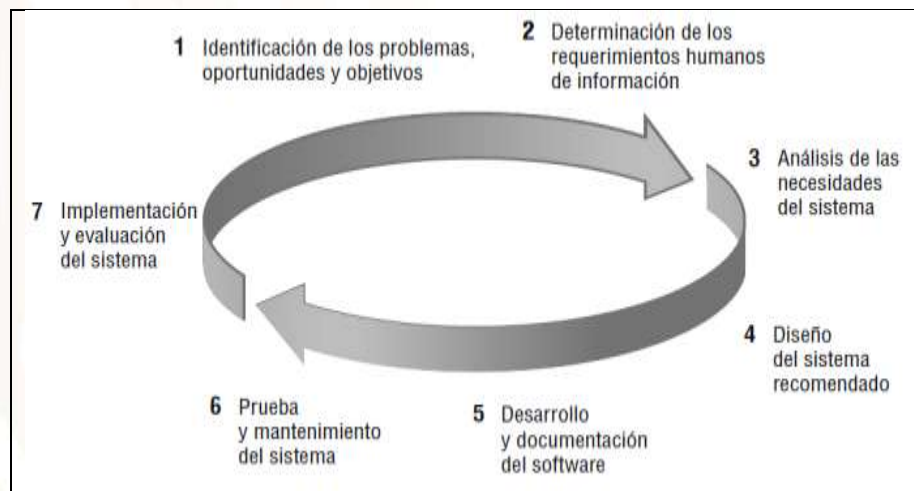 1 Identificación de los problemas,
oportunidades y objetivos
2 Determinación de los
requerimientos humanos
de información
3 Análisis de las
necesidades
del sistema
4 Diseño
del sistema
recomendado
5 Desarrollo
y documentación
del software
6 Prueba
y mantenimiento
del sistema
7 Implementación
y evaluación
del sistema